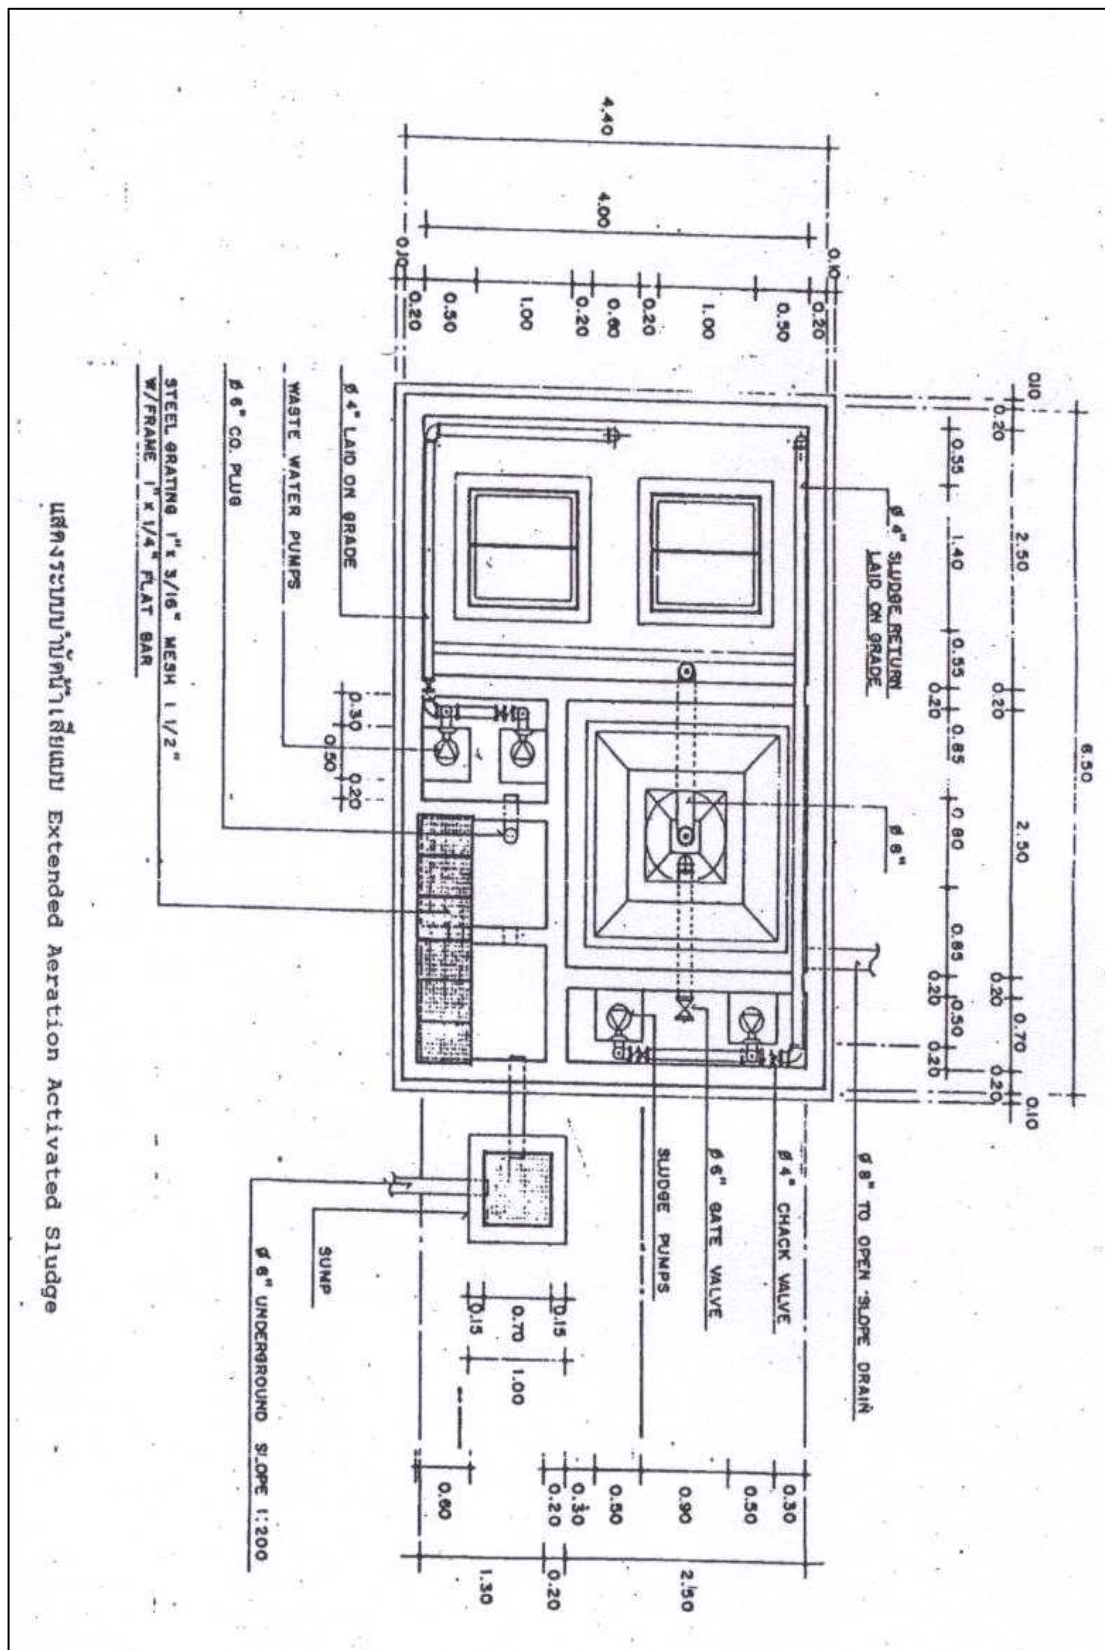 6.50
0.10 2.50 2.50 0.70 0.10
0.20 0.20 0.20 0.20
0.55 1.40 0.55 0.85 0.80 0.85 0.50
0.20 0.20 0.20
Ø 4" SLUDGE RETURN
LAID ON GRADE
Ø 6"
Ø 8" TO OPEN SLOPE DRAIN
Ø 4" CHACK VALVE
Ø 6" GATE VALVE
SLUDGE PUMPS
4.40
4.00
0.10
0.20
0.50
1.00
0.20
0.60
0.20
1.00
0.50
0.20
0.10
0.30
0.50
0.90
0.50
0.30
0.20
0.60
2.50
0.20
1.30
0.15
0.70
0.15
1.00
0.30 0.20
0.50
Ø 4" LAID ON GRADE
WASTE WATER PUMPS
Ø 6" CO. PLUG
STEEL GRATING 1" x 3/16" MESH 1 1/2"
W/FRAME 1" x 1/4" FLAT BAR
SUMP
Ø 6" UNDERGROUND SLOPE 1:200
แสดงระบบบำบัดน้ำเสียแบบ Extended Aeration Activated Sludge